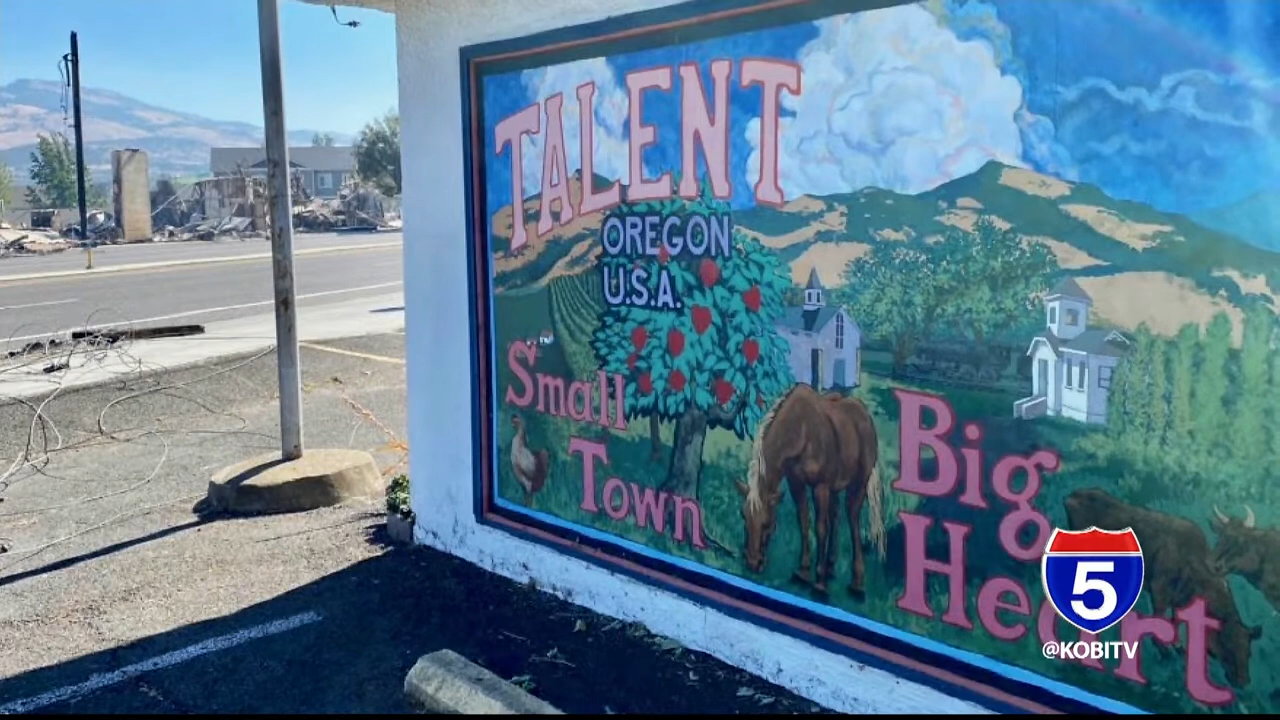 TALENT
OREGON
U.S.A.
Small
Town
Big
Heart
5
@KOBITV